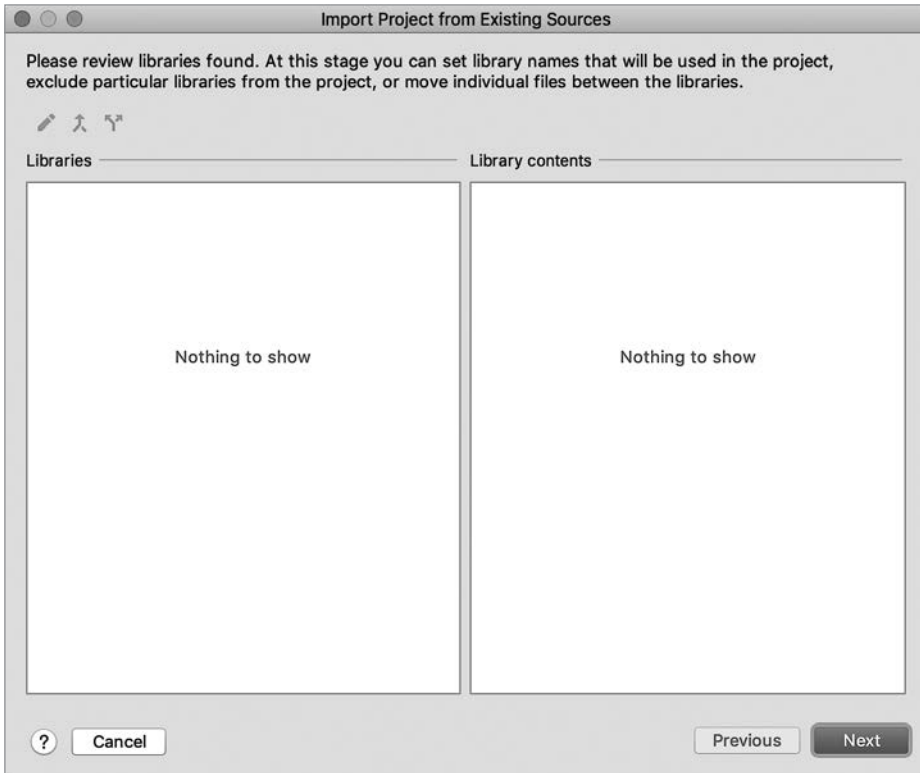 Import Project from Existing Sources
Please review libraries found. At this stage you can set library names that will be used in the project,
exclude particular libraries from the project, or move individual files between the libraries.
Libraries
Library contents
Nothing to show
Nothing to show
?
Cancel
Previous
Next